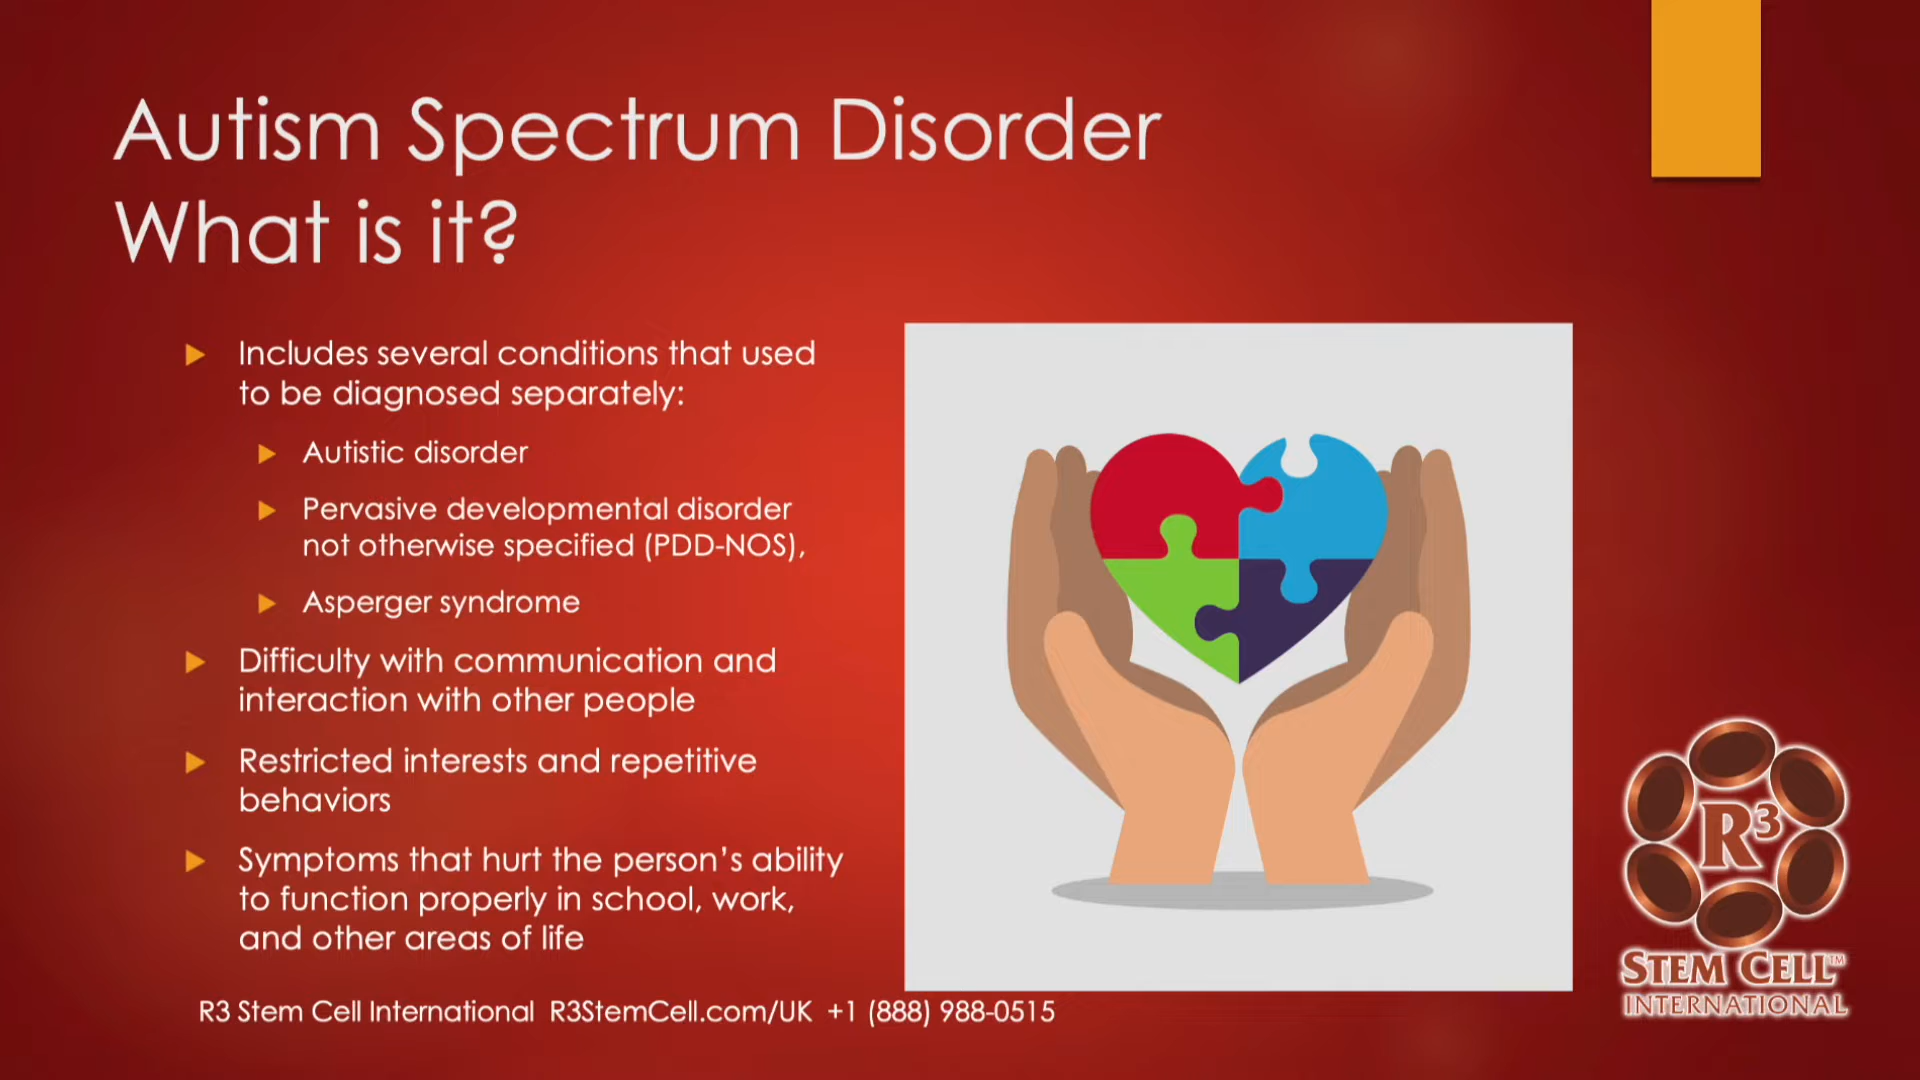 Autism Spectrum Disorder
What is it?
Includes several conditions that used
to be diagnosed separately:
Autistic disorder
Pervasive developmental disorder
not otherwise specified (PDD-NOS),
Asperger syndrome
Difficulty with communication and
interaction with other people
Restricted interests and repetitive
behaviors
Symptoms that hurt the person’s ability
to function properly in school, work,
and other areas of life
R3 Stem Cell International R3StemCell.com/UK +1 (888) 988-0515
R³
STEM CELL™
INTERNATIONAL